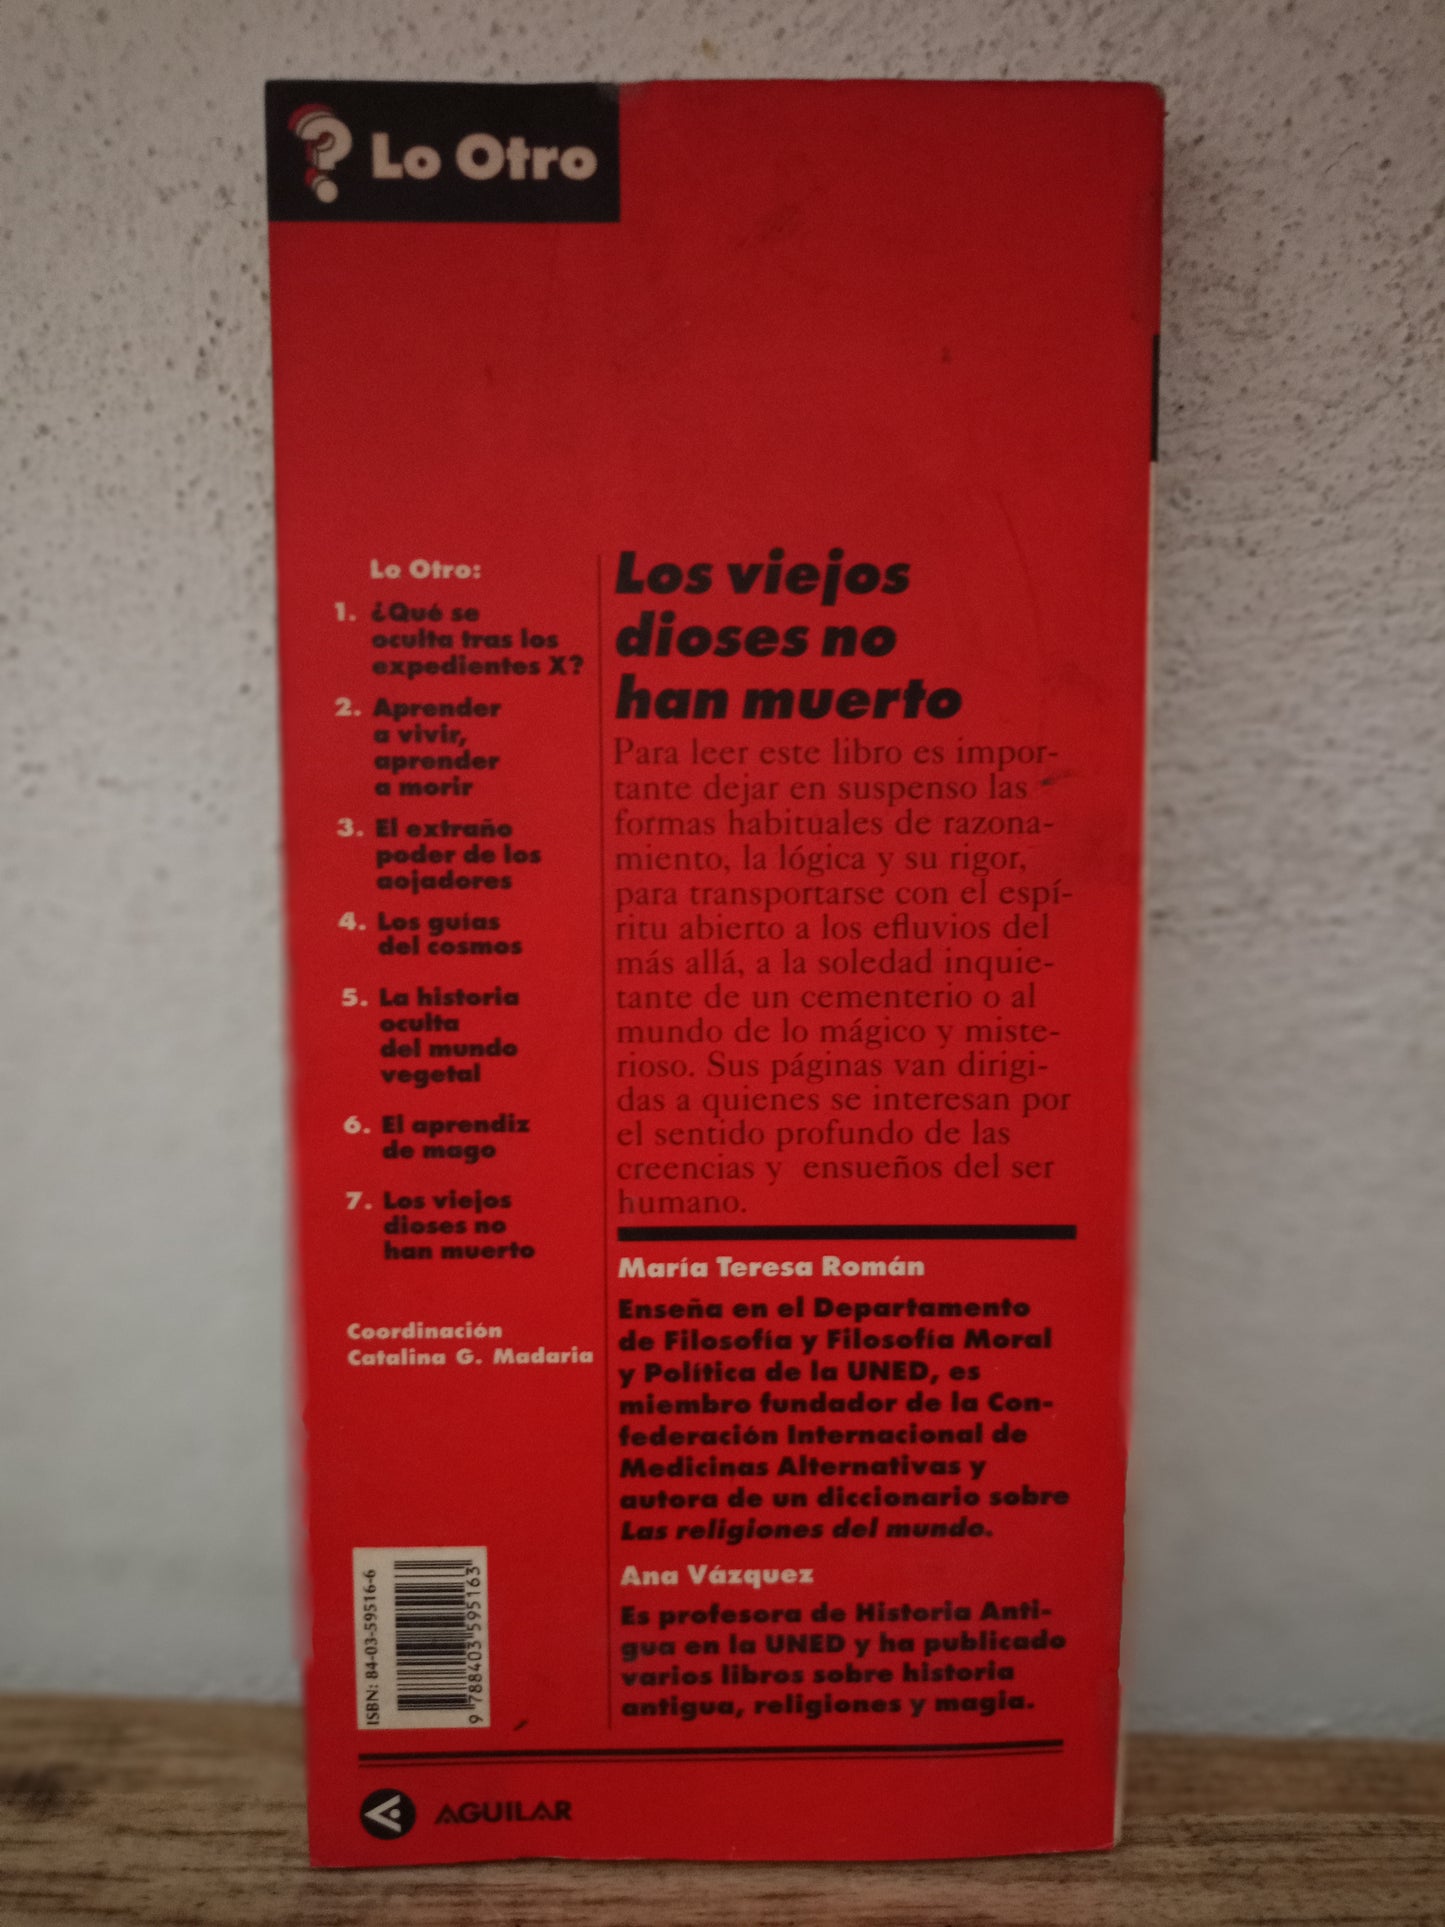 ? Lo Otro
Lo Otro:
1. ¿Qué se
oculta tras los
expedientes X?
2. Aprender
a vivir,
aprender
a morir
3. El extraño
poder de los
aojadores
4. Los guías
del cosmos
5. La historia
oculta
del mundo
vegetal
6. El aprendiz
de mago
7. Los viejos
dioses no
han muerto
Coordinación
Catalina G. Madaria
Los viejos
dioses no
han muerto
Para leer este libro es impor-
tante dejar en suspenso las
formas habituales de razona-
miento, la lógica y su rigor,
para transportarse con el espí-
ritu abierto a los efluvios del
más allá, a la soledad inquie-
tante de un cementerio o al
mundo de lo mágico y miste-
rioso. Sus páginas van dirigi-
das a quienes se interesan por
el sentido profundo de las
creencias y ensueños del ser
humano.
María Teresa Román
Enseña en el Departamento
de Filosofía y Filosofía Moral
y Política de la UNED, es
miembro fundador de la Con-
federación Internacional de
Medicinas Alternativas y
autora de un diccionario sobre
Las religiones del mundo.
Ana Vázquez
Es profesora de Historia Anti-
gua en la UNED y ha publicado
varios libros sobre historia
antigua, religiones y magia.
ISBN: 84-03-59516-6
9 788403 595163
AGUILAR